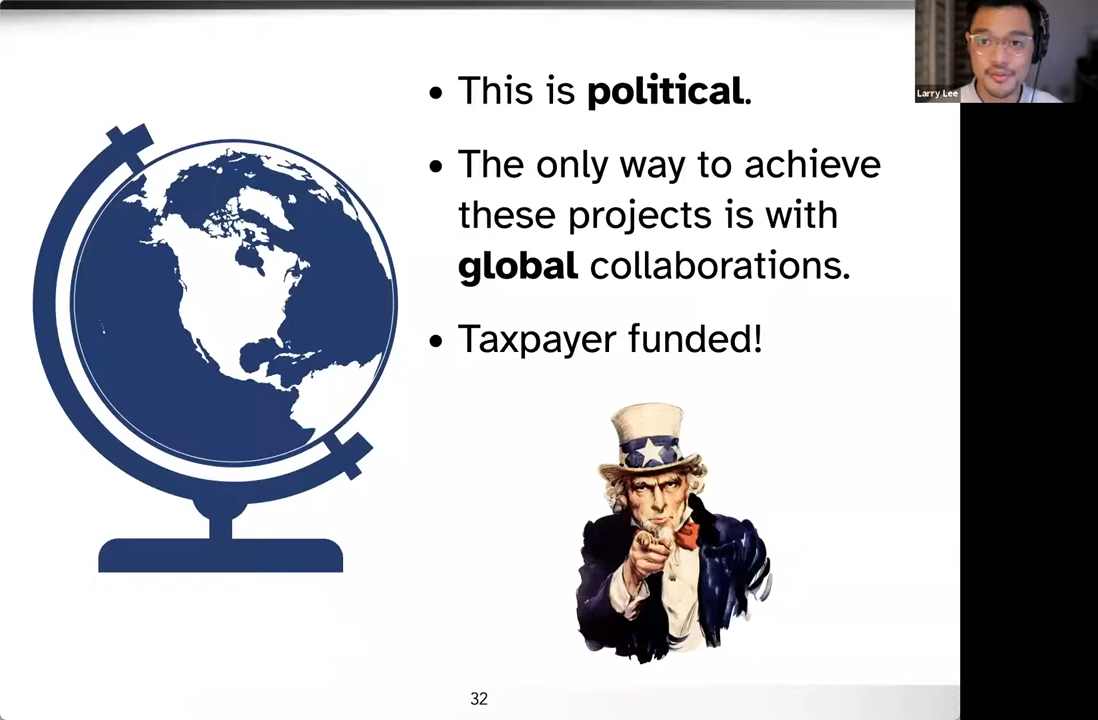 • This is political.
Larry Lee
• The only way to achieve
these projects is with
global collaborations.
• Taxpayer funded!
32